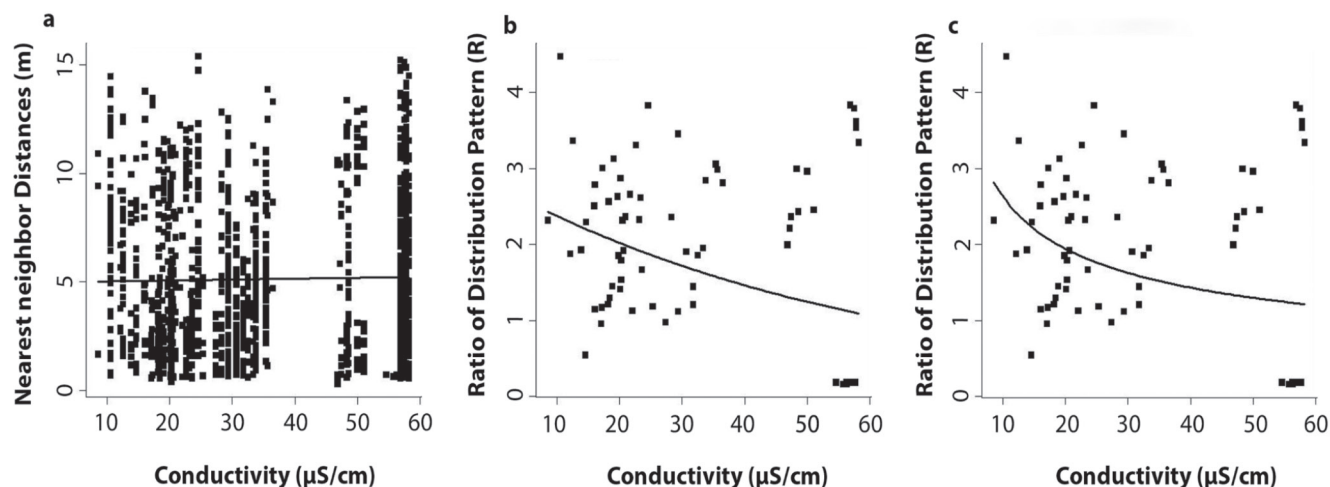 a
Nearest neighbor Distances (m)
0 5 10 15
10 20 30 40 50 60
Conductivity (µS/cm)
b
Ratio of Distribution Pattern (R)
0 1 2 3 4
10 20 30 40 50 60
Conductivity (µS/cm)
c
Ratio of Distribution Pattern (R)
0 1 2 3 4
10 20 30 40 50 60
Conductivity (µS/cm)